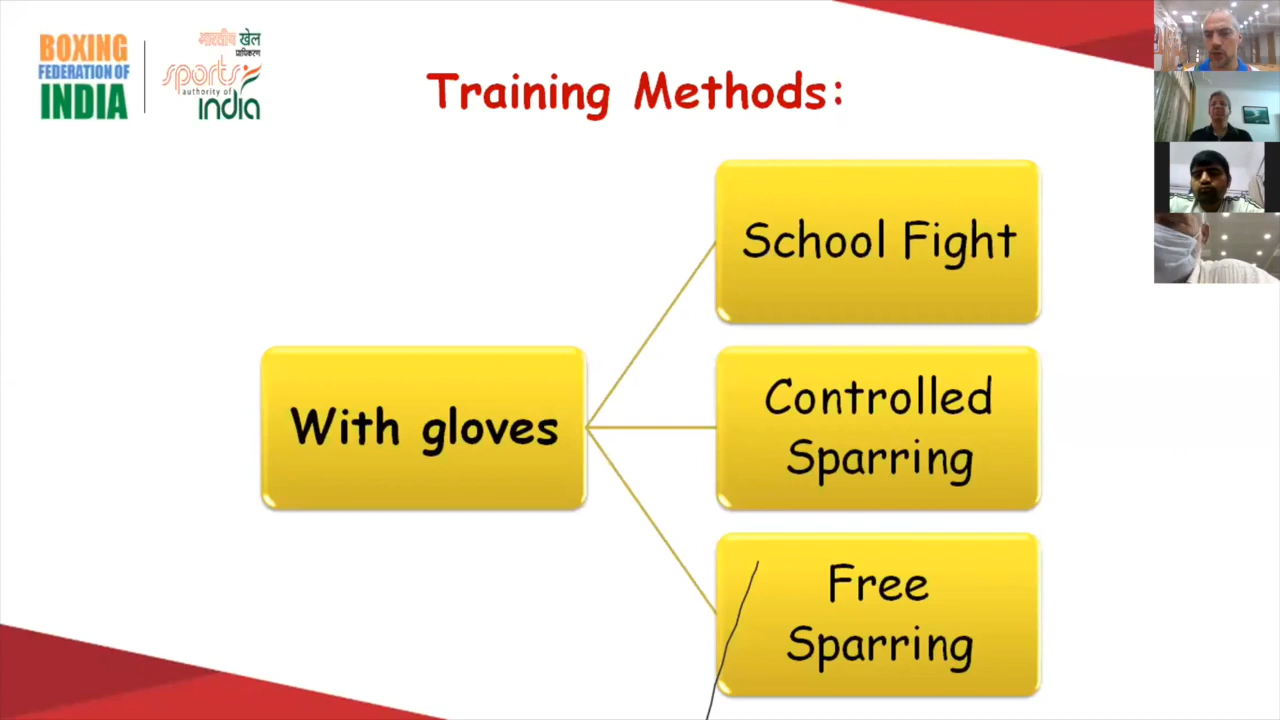 BOXING
FEDERATION OF
INDIA
भारतीय खेल
प्राधिकरण
sports
authority of
india
Training Methods:
School Fight
With gloves
Controlled
Sparring
Free
Sparring